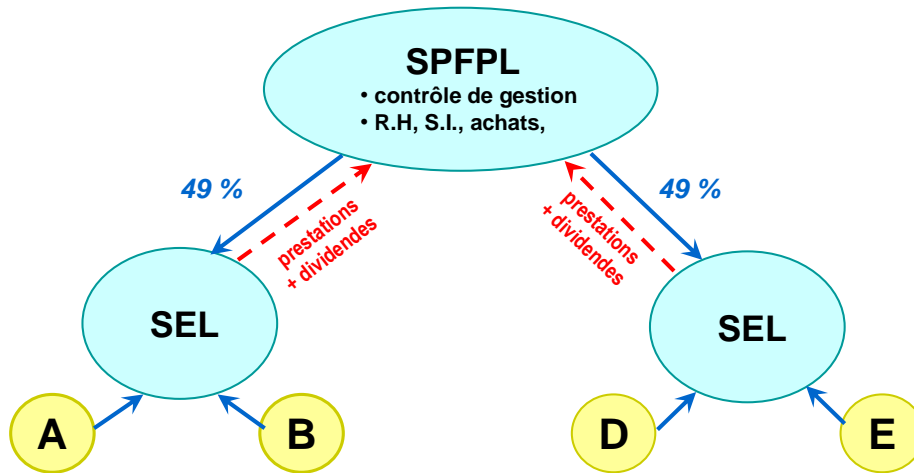 SPFPL
• contrôle de gestion
• R.H, S.I., achats,
49 %
prestations
+ dividendes
prestations
+ dividendes
49 %
SEL
SEL
A
B
D
E